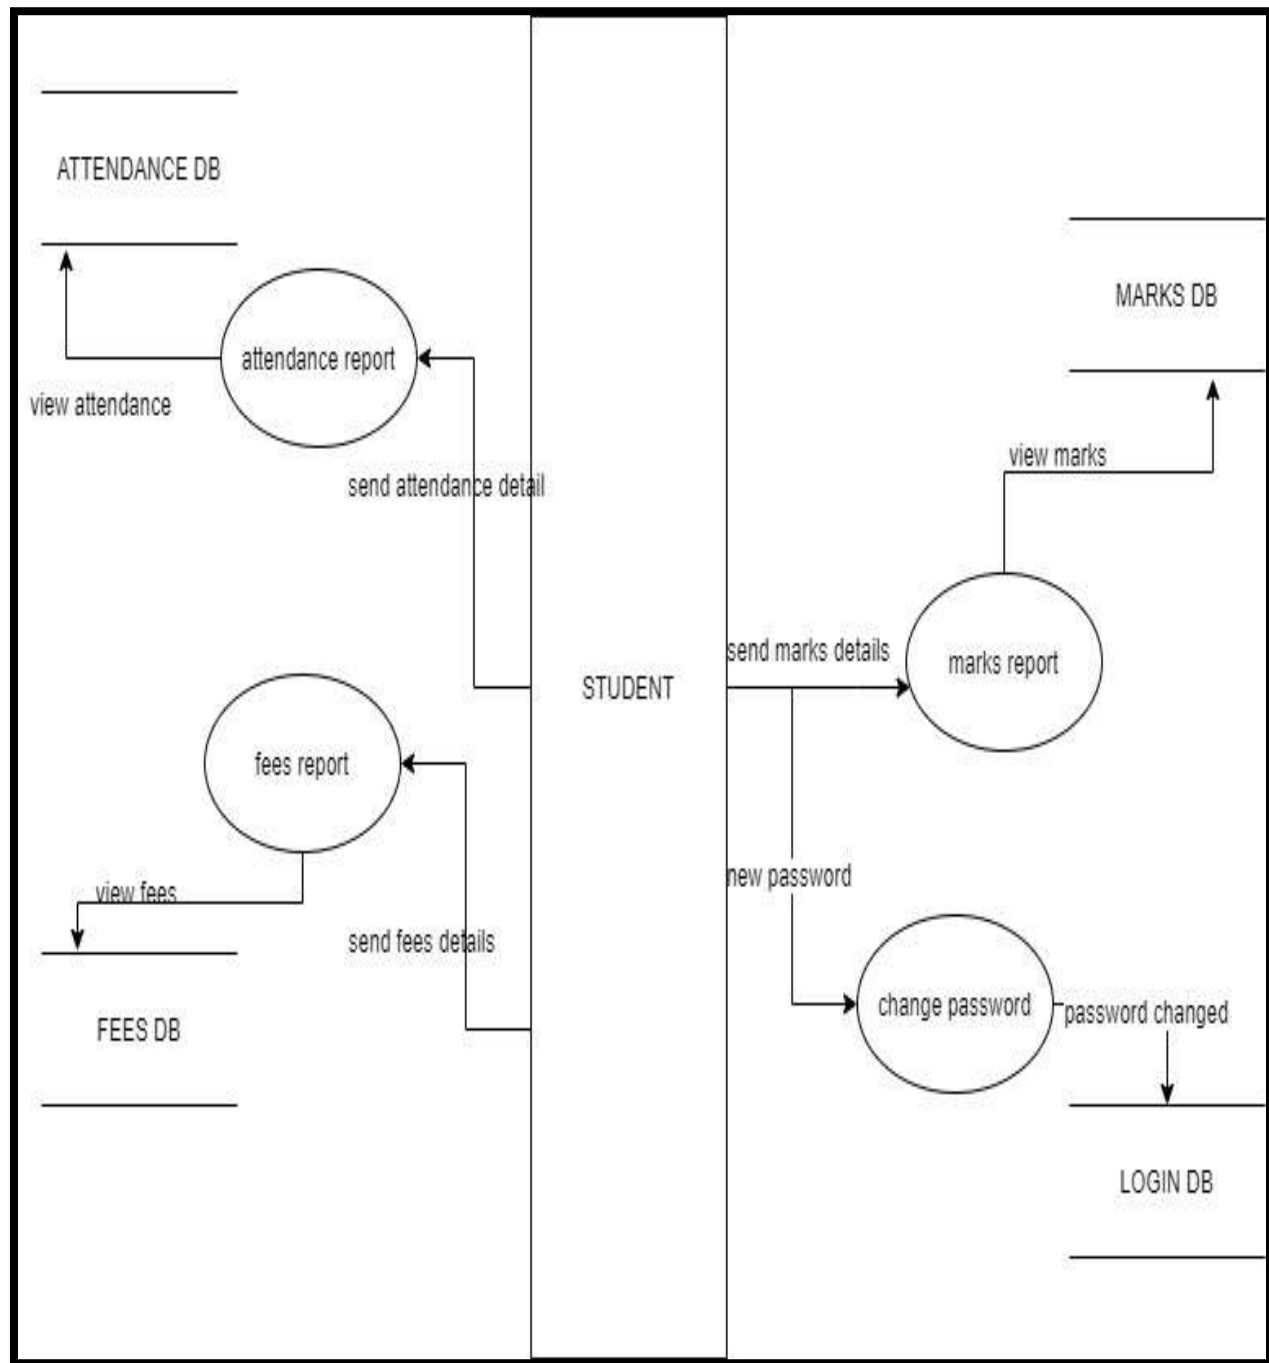 ATTENDANCE DB
MARKS DB
attendance report
view attendance
view marks
send attendance detail
send marks details
marks report
STUDENT
fees report
new password
view fees
send fees details
change password
password changed
FEES DB
LOGIN DB